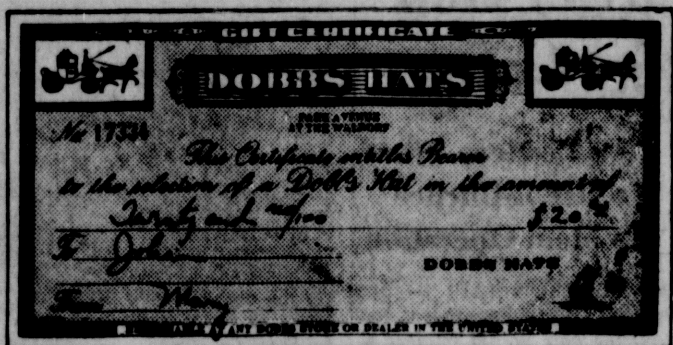 GIFT CERTIFICATE
DOBBS HATS
PARK AVENUE
AT THE WALDORF
No 17334
This Certificate entitles Bearer
to the selection of a Dobbs Hat in the amount of
Twenty and no/100 $20
To John
DOBBS HATS
From Mary
AT ANY DOBBS STORE OR DEALER IN THE UNITED STATES